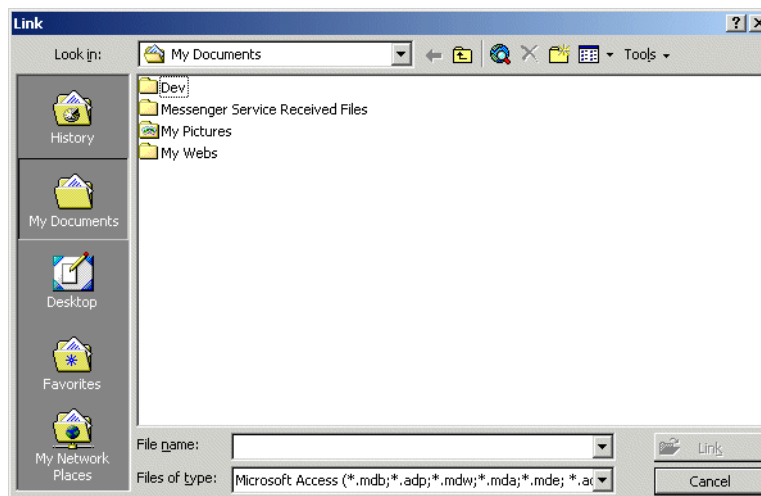 Link
Look in:
My Documents
Tools
Dev
Messenger Service Received Files
My Pictures
My Webs
History
My Documents
Desktop
Favorites
My Network
Places
File name:
Link
Files of type:
Microsoft Access (*.mdb;*.adp;*.mdw;*.mda;*.mde; *.ac
Cancel